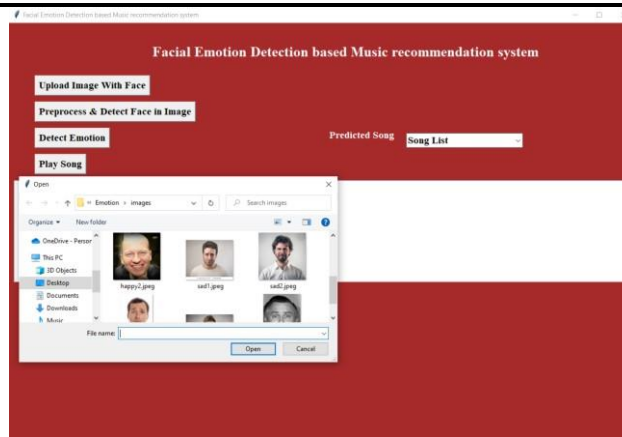 Facial Emotion Detection based Music recommendation system
Facial Emotion Detection based Music recommendation system
Upload Image With Face
Preprocess & Detect Face in Image
Detect Emotion
Predicted Song
Song List
Play Song
Open
« Emotion › images
Search images
Organize
New folder
OneDrive - Person
This PC
3D Objects
Desktop
Documents
Downloads
Music
happy2.jpeg
sad1.jpeg
sad2.jpeg
File name:
Open
Cancel